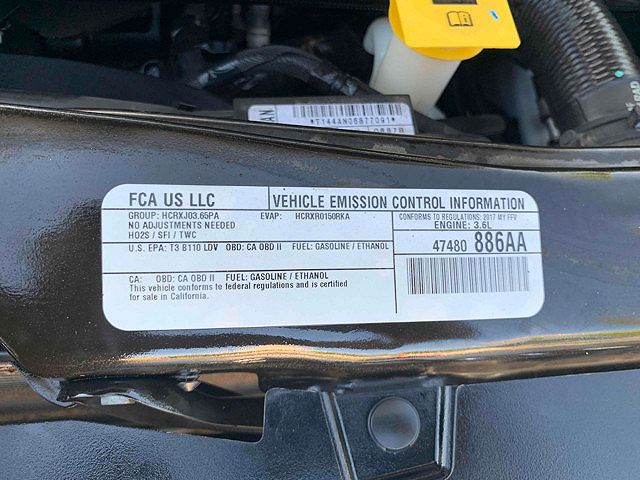 AN
*T144AN06877091*
FCA US LLC
VEHICLE EMISSION CONTROL INFORMATION
GROUP: HCRXJ03.65PA EVAP: HCRXR0150RKA
CONFORMS TO REGULATIONS: 2017 MY FFV
NO ADJUSTMENTS NEEDED
ENGINE: 3.6L
HO2S / SFI / TWC
47480 886AA
U.S. EPA: T3 B110 LDV OBD: CA OBD II FUEL: GASOLINE / ETHANOL
CA: OBD: CA OBD II FUEL: GASOLINE / ETHANOL
This vehicle conforms to federal regulations and is certified
for sale in California.